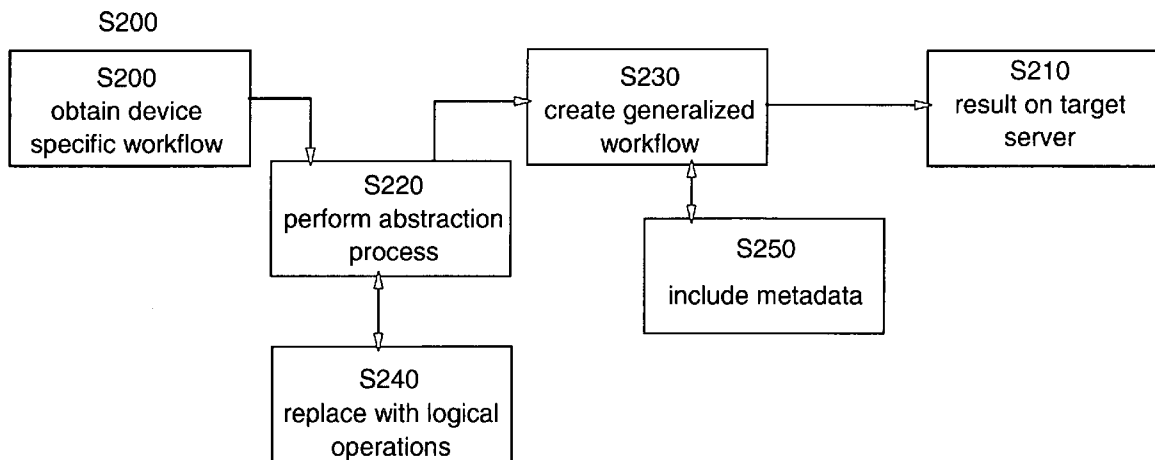 S200
S200
obtain device
specific workflow
S220
perform abstraction
process
S240
replace with logical
operations
S230
create generalized
workflow
S250
include metadata
S210
result on target
server